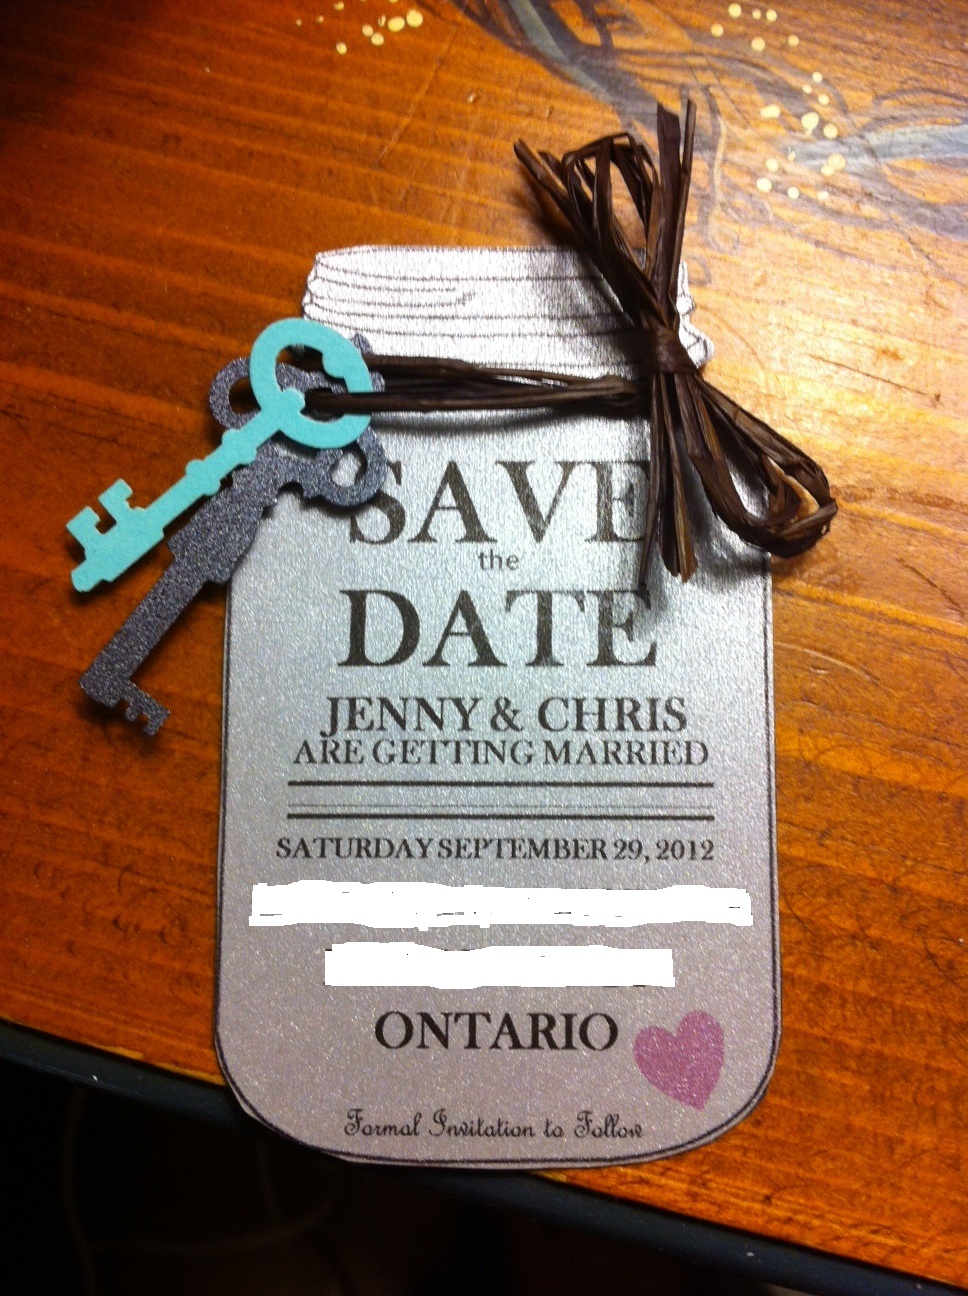 SAVE
the
DATE
JENNY & CHRIS
ARE GETTING MARRIED
SATURDAY SEPTEMBER 29, 2012
ONTARIO
Formal Invitation to Follow